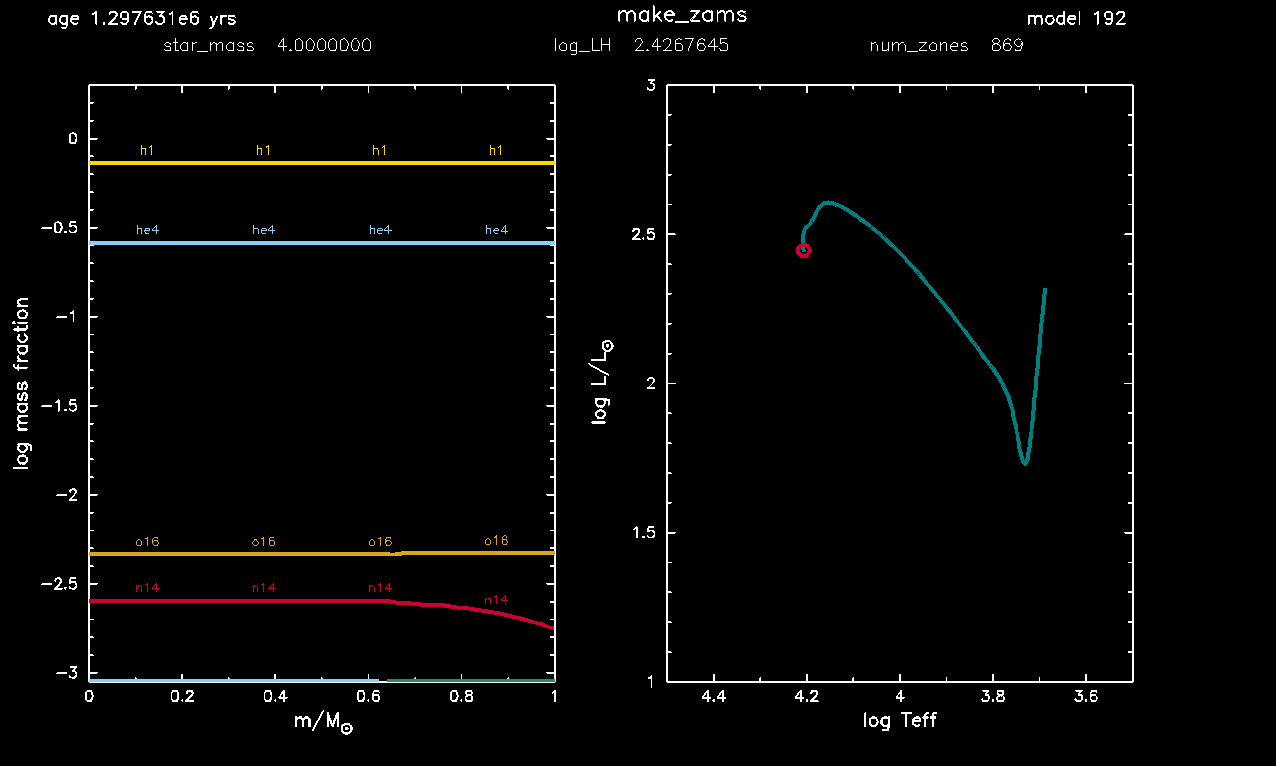 make_zams
age 1.297631e6 yrs
model 192
star_mass 4.0000000 log_LH 2.4267645 num_zones 869
0
−0.5
−1
−1.5
−2
−2.5
−3
log mass fraction
h1 h1 h1 h1
he4 he4 he4 he4
o16 o16 o16 o16
n14 n14 n14 n14
0 0.2 0.4 0.6 0.8 1
m/M⊙
3
2.5
2
1.5
1
log L/L⊙
4.4 4.2 4 3.8 3.6
log Teff